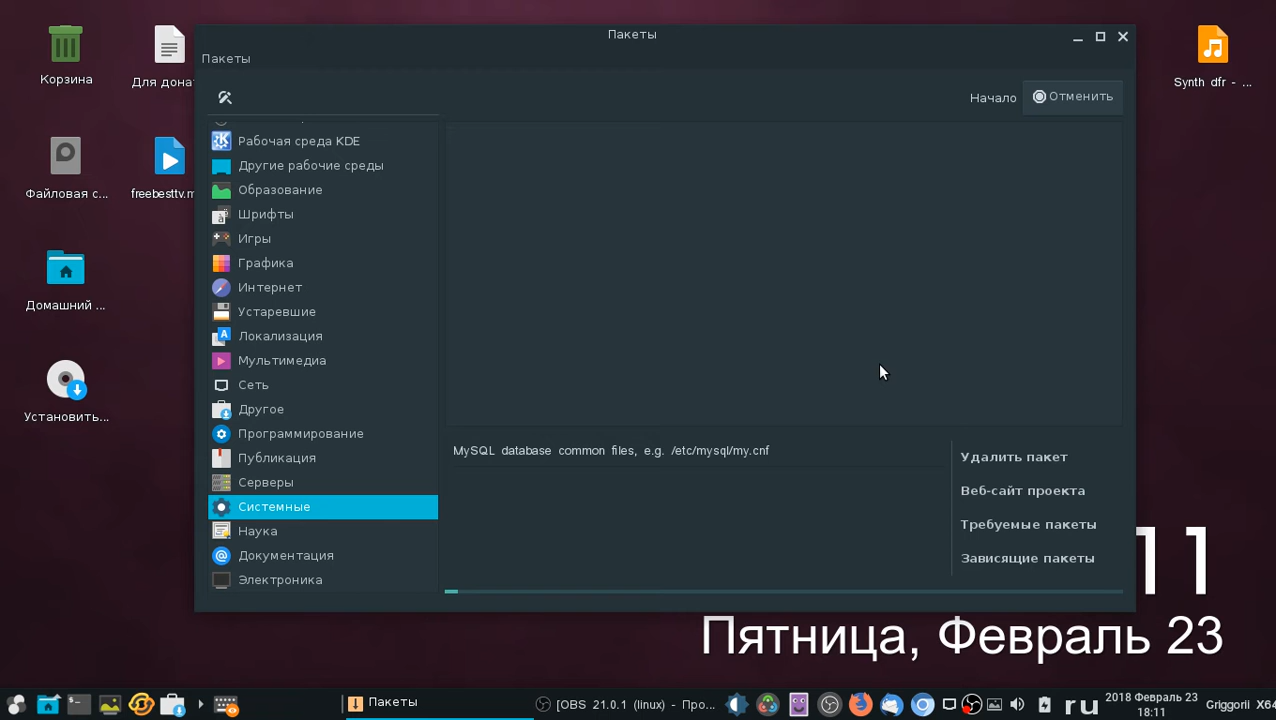 Пакеты
Пакеты
Начало
Отменить
Рабочая среда KDE
Другие рабочие среды
Образование
Шрифты
Игры
Графика
Интернет
Устаревшие
Локализация
Мультимедиа
Сеть
Другое
Программирование
Публикация
Серверы
Системные
Наука
Документация
Электроника
MySQL database common files, e.g. /etc/mysql/my.cnf
Удалить пакет
Веб-сайт проекта
Требуемые пакеты
Зависящие пакеты
Корзина
Для дона
Файловая с...
freebesttv.m
Домашний ...
Установить...
Synth dfr - ...
11
Пятница, Февраль 23
Пакеты
[OBS 21.0.1 (linux) - Про...
ru
2018 Февраль 23
18:11
Griggorii X64